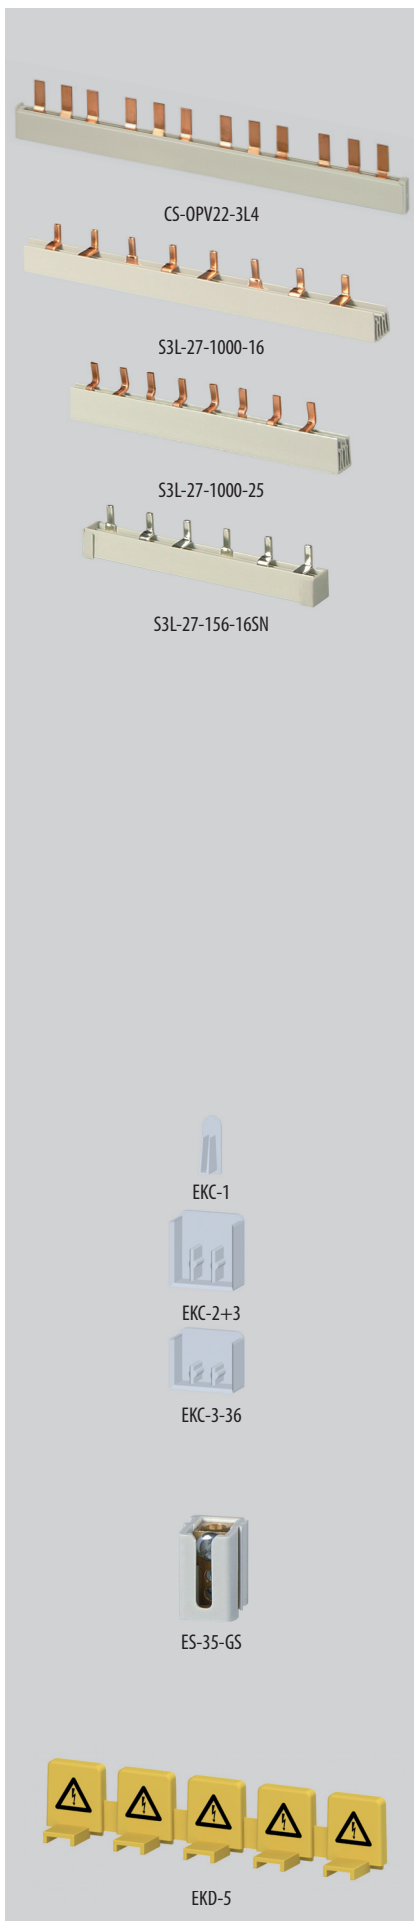 CS-OPV22-3L4
S3L-27-1000-16
S3L-27-1000-25
S3L-27-156-16SN
EKC-1
EKC-2+3
EKC-3-36
ES-35-GS
EKD-5